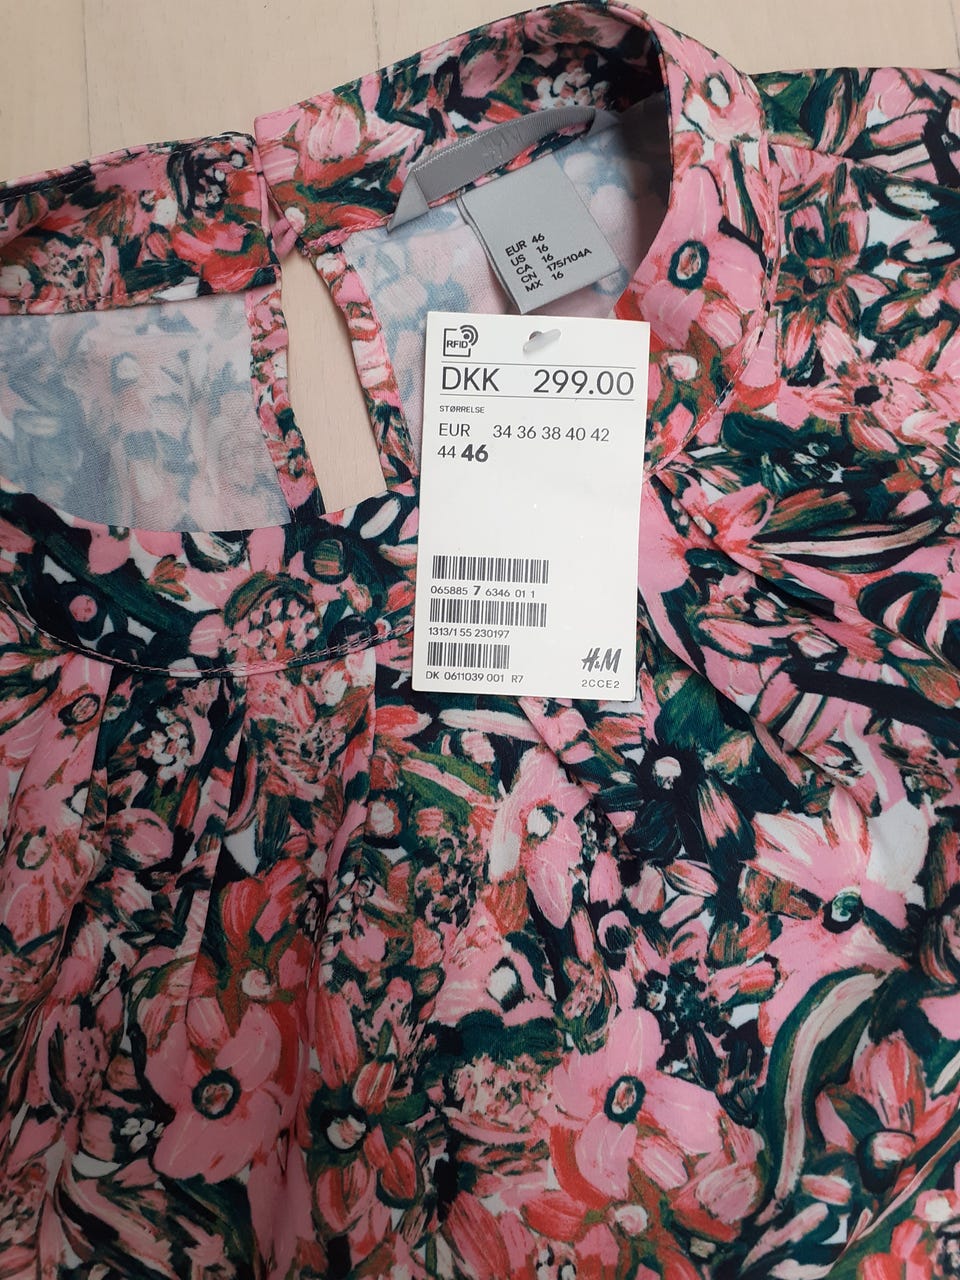 EUR 46
US 16
CA 16
CN 175/104A
MX 16
RFID
DKK 299.00
STØRRELSE
EUR 34 36 38 40 42
44 46
065885 7 6346 01 1
1313/1 55 230197
H&M
DK 0611039 001 R7
2CCE2